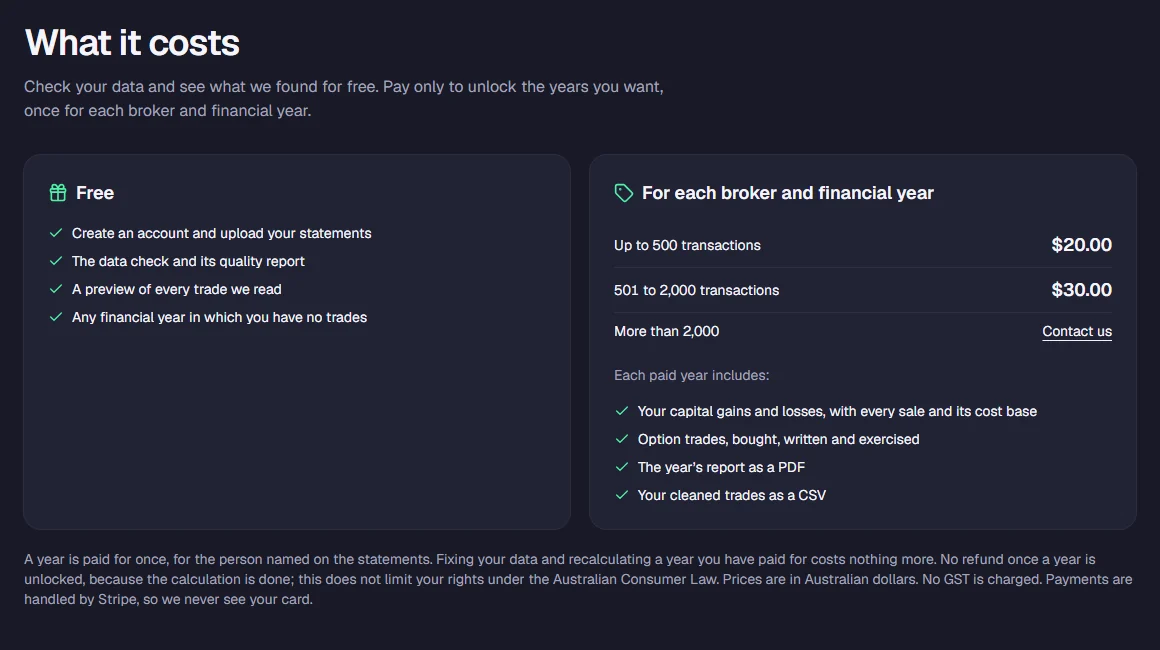 What it costs
Check your data and see what we found for free. Pay only to unlock the years you want,
once for each broker and financial year.
Free
Create an account and upload your statements
The data check and its quality report
A preview of every trade we read
Any financial year in which you have no trades
For each broker and financial year
Up to 500 transactions $20.00
501 to 2,000 transactions $30.00
More than 2,000 Contact us
Each paid year includes:
Your capital gains and losses, with every sale and its cost base
Option trades, bought, written and exercised
The year's report as a PDF
Your cleaned trades as a CSV
A year is paid for once, for the person named on the statements. Fixing your data and recalculating a year you have paid for costs nothing more. No refund once a year is
unlocked, because the calculation is done; this does not limit your rights under the Australian Consumer Law. Prices are in Australian dollars. No GST is charged. Payments are
handled by Stripe, so we never see your card.